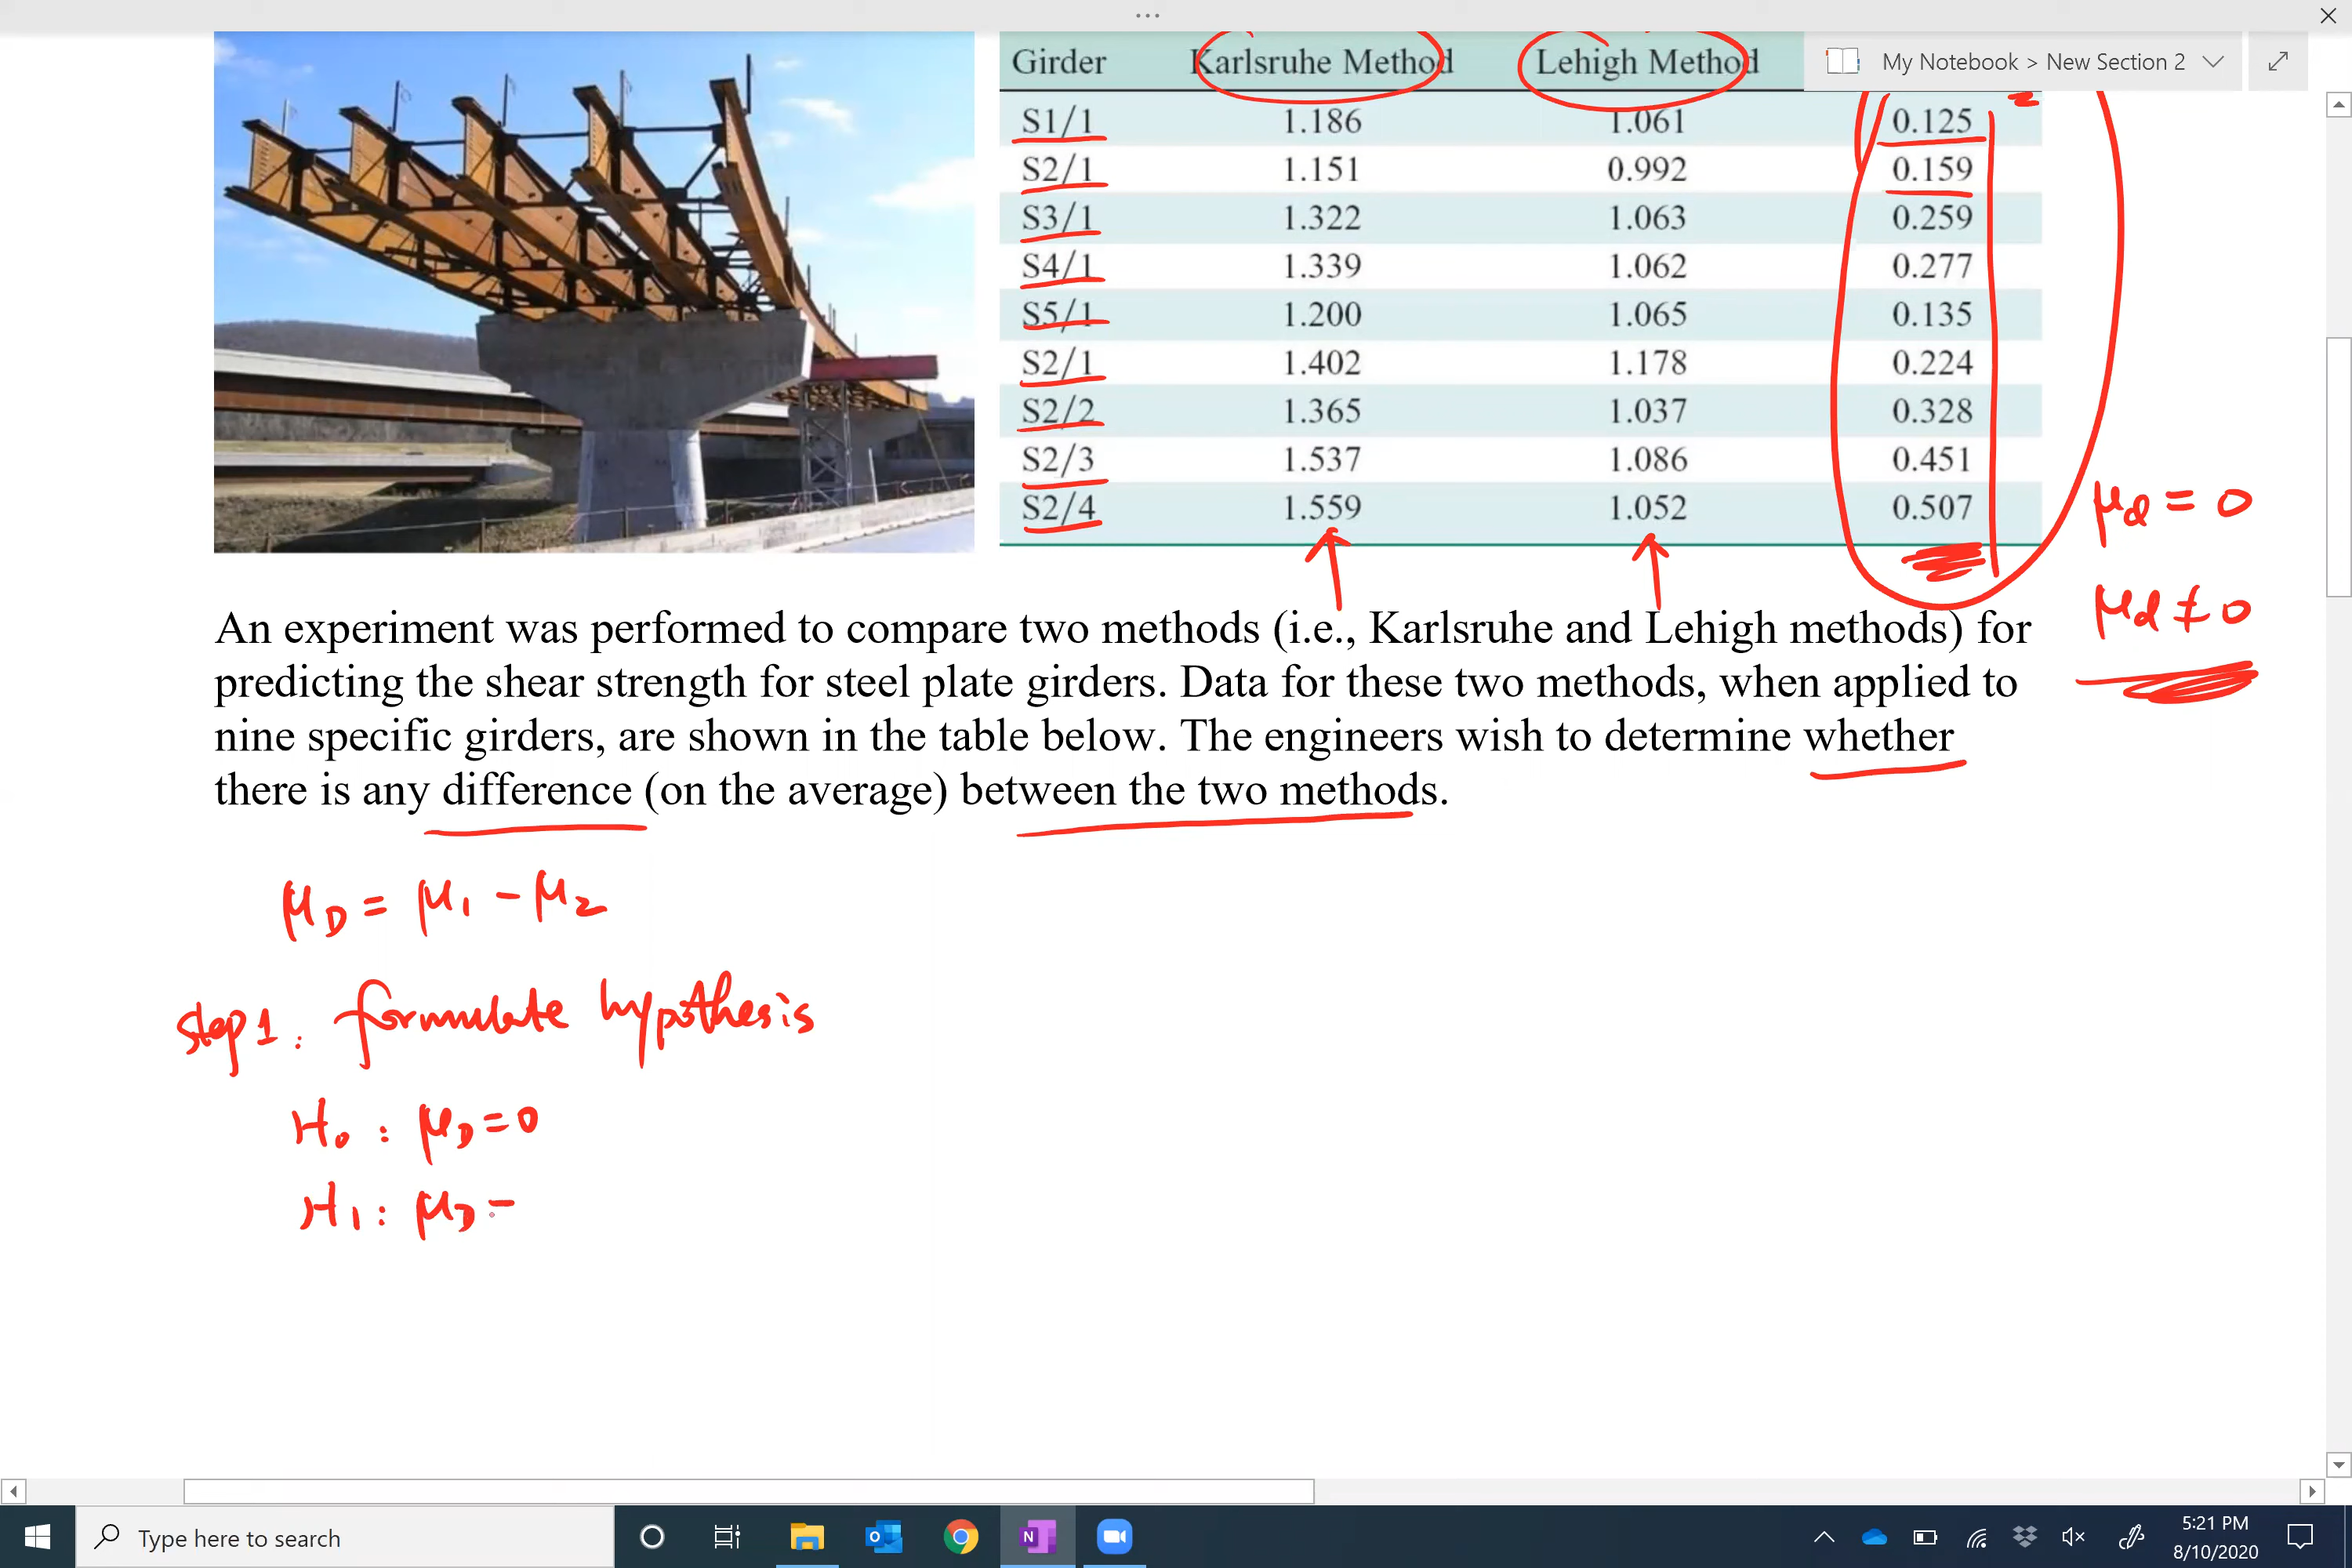 Girder Karlsruhe Method Lehigh Method
My Notebook > New Section 2
S1/1 1.186 1.061 0.125
S2/1 1.151 0.992 0.159
S3/1 1.322 1.063 0.259
S4/1 1.339 1.062 0.277
S5/1 1.200 1.065 0.135
S2/1 1.402 1.178 0.224
S2/2 1.365 1.037 0.328
S2/3 1.537 1.086 0.451
S2/4 1.559 1.052 0.507
μd = 0
μd ≠ 0
An experiment was performed to compare two methods (i.e., Karlsruhe and Lehigh methods) for
predicting the shear strength for steel plate girders. Data for these two methods, when applied to
nine specific girders, are shown in the table below. The engineers wish to determine whether
there is any difference (on the average) between the two methods.
μD = μ1 - μ2
step 1: formulate hypothesis
H0 : μD = 0
H1 : μD =
Type here to search
5:21 PM
8/10/2020